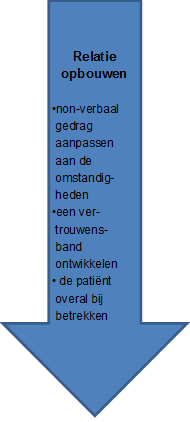 Relatie
opbouwen
•non-verbaal
gedrag
aanpassen
aan de
omstandig-
heden
•een ver-
trouwens-
band
ontwikkelen
• de patiënt
overal bij
betrekken